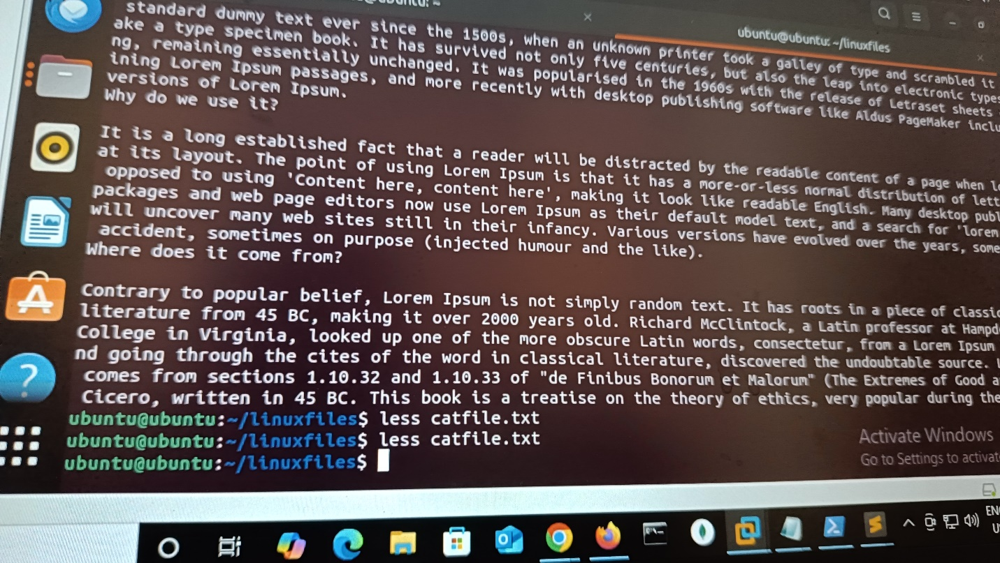 ubuntu@ubuntu: ~/linuxfiles
standard dummy text ever since the 1500s, when an unknown printer took a galley of type and scrambled it
ake a type specimen book. It has survived not only five centuries, but also the leap into electronic types
ng, remaining essentially unchanged. It was popularised in the 1960s with the release of Letraset sheets
ining Lorem Ipsum passages, and more recently with desktop publishing software like Aldus PageMaker inclu
versions of Lorem Ipsum.
Why do we use it?
It is a long established fact that a reader will be distracted by the readable content of a page when lo
at its layout. The point of using Lorem Ipsum is that it has a more-or-less normal distribution of lett
opposed to using 'Content here, content here', making it look like readable English. Many desktop publ
packages and web page editors now use Lorem Ipsum as their default model text, and a search for 'lorem
will uncover many web sites still in their infancy. Various versions have evolved over the years, some
accident, sometimes on purpose (injected humour and the like).
Where does it come from?
Contrary to popular belief, Lorem Ipsum is not simply random text. It has roots in a piece of classic
literature from 45 BC, making it over 2000 years old. Richard McClintock, a Latin professor at Hampde
College in Virginia, looked up one of the more obscure Latin words, consectetur, from a Lorem Ipsum
nd going through the cites of the word in classical literature, discovered the undoubtable source.
comes from sections 1.10.32 and 1.10.33 of "de Finibus Bonorum et Malorum" (The Extremes of Good a
Cicero, written in 45 BC. This book is a treatise on the theory of ethics, very popular during the
ubuntu@ubuntu:~/linuxfiles$ less catfile.txt
ubuntu@ubuntu:~/linuxfiles$ less catfile.txt
ubuntu@ubuntu:~/linuxfiles$
Activate Windows
Go to Settings to activat
ENG